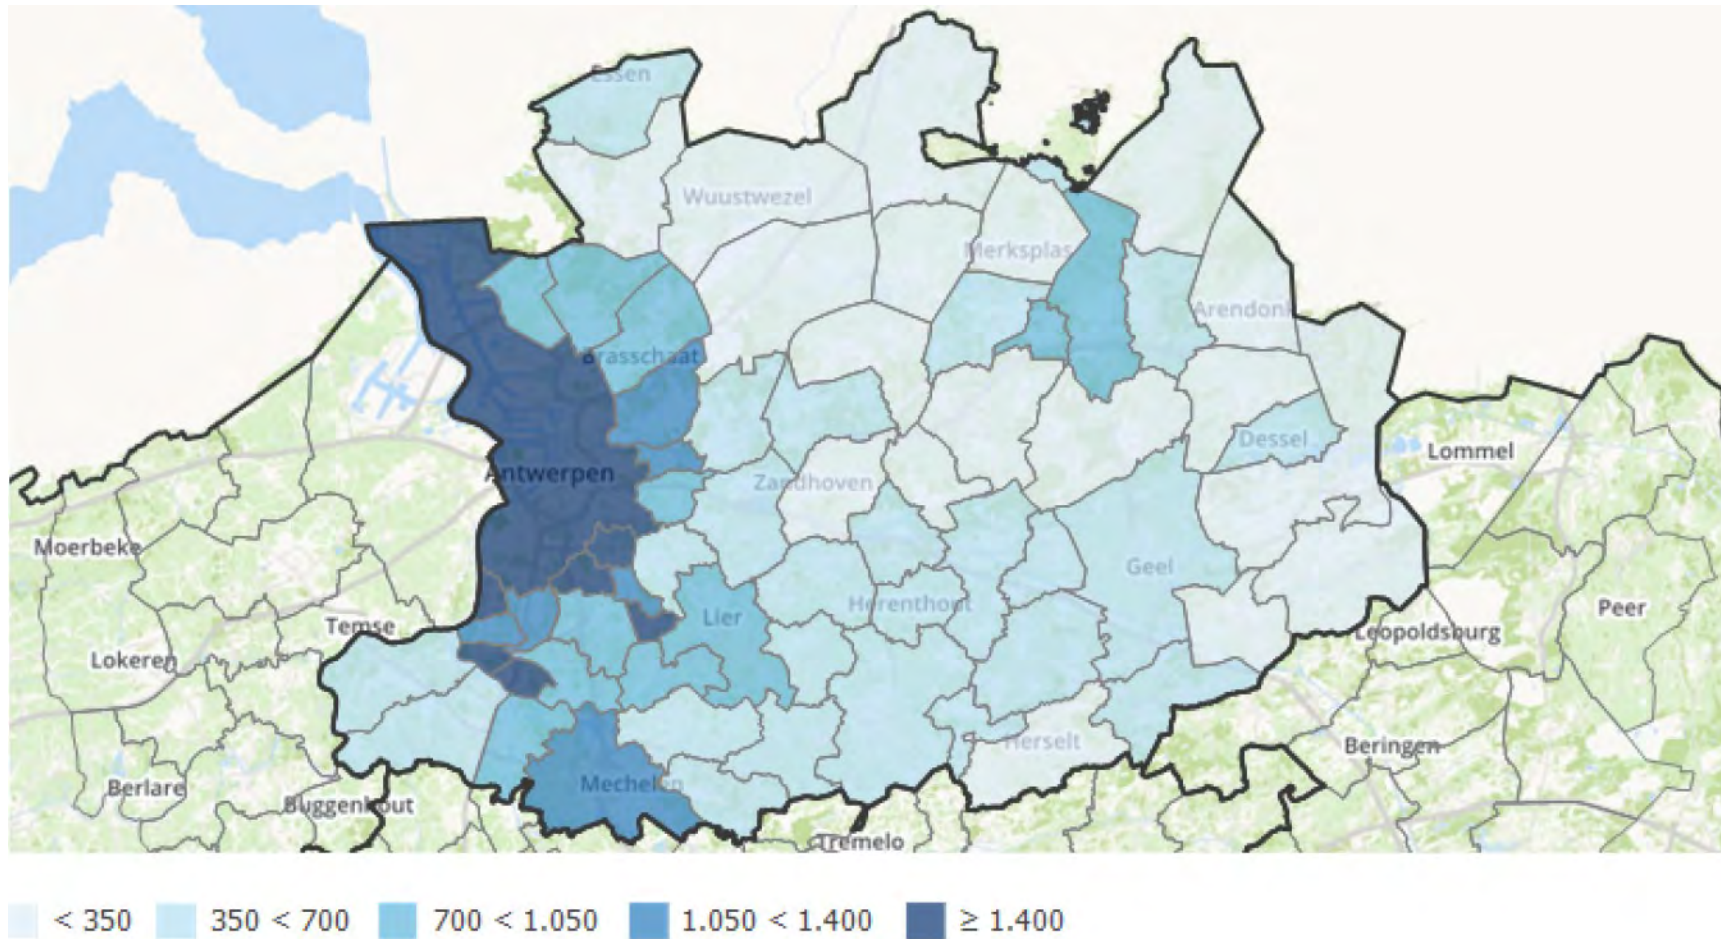 Essen
Wuustwezel
Merksplas
Arendonk
Brasschaat
Dessel
Lommel
Antwerpen
Zandhoven
Moerbeke
Geel
Peer
Herenthout
Lier
Temse
Leopoldsburg
Lokeren
Herselt
Beringen
Mechelen
Berlare
Buggenhout
Tremelo
< 350 350 < 700 700 < 1.050 1.050 < 1.400 ≥ 1.400